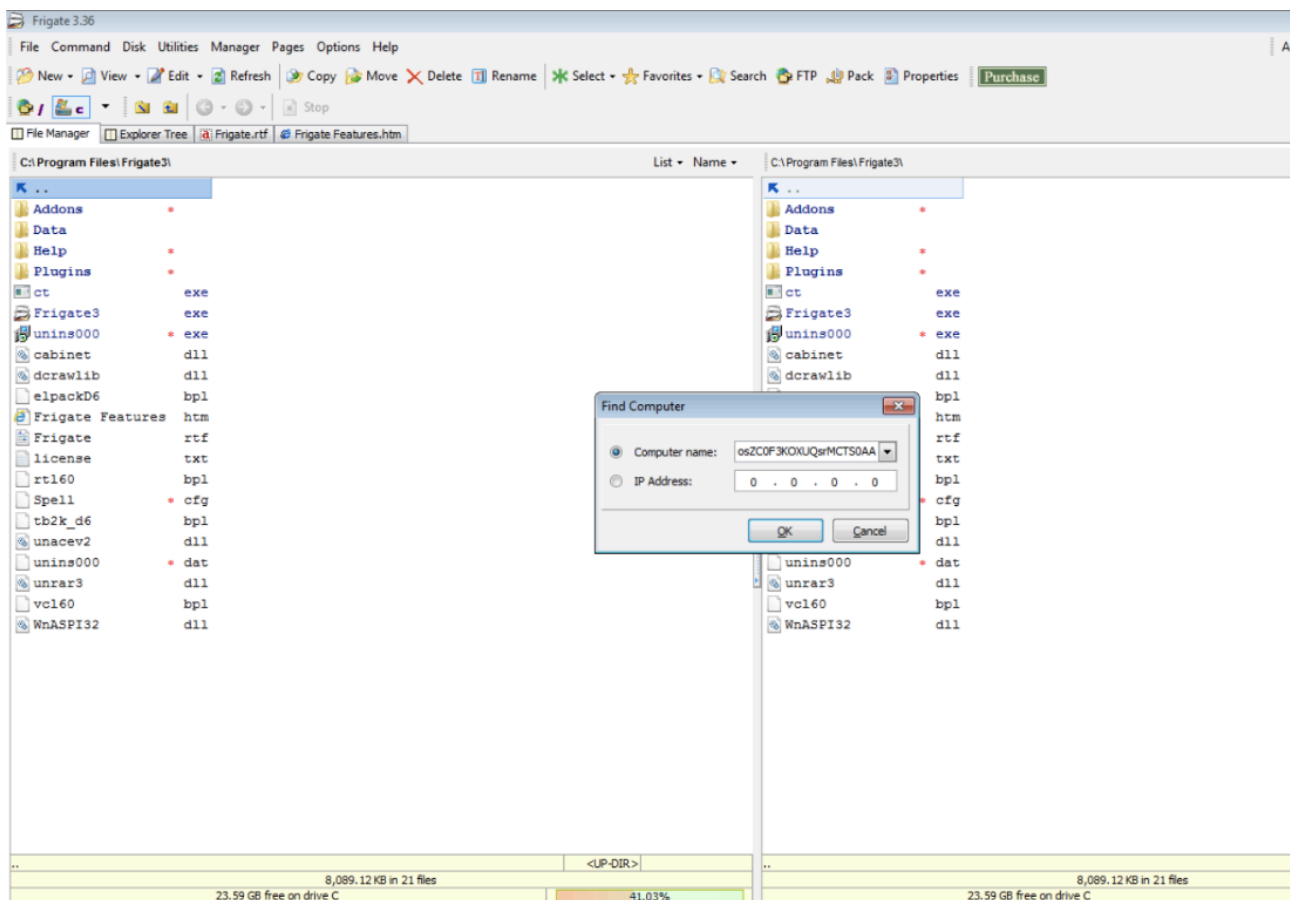 Frigate 3.36
File Command Disk Utilities Manager Pages Options Help
New View Edit Refresh Copy Move Delete Rename Select Favorites Search FTP Pack Properties Purchase
/ c Stop
File Manager Explorer Tree Frigate.rtf Frigate Features.htm
C:\Program Files\Frigate3\ List Name C:\Program Files\Frigate3\
.. ..
Addons * Addons *
Data Data
Help * Help *
Plugins * Plugins *
ct exe ct exe
Frigate3 exe Frigate3 exe
unins000 * exe unins000 * exe
cabinet dll cabinet dll
dcrawlib dll dcrawlib dll
elpackD6 bpl bpl
Frigate Features htm htm
Frigate rtf rtf
license txt txt
rtl60 bpl bpl
Spell * cfg * cfg
tb2k_d6 bpl bpl
unacev2 dll dll
Find Computer
Computer name: osZC0F3KOXUQsrMCTS0AA
IP Address: 0 . 0 . 0 . 0
OK Cancel
unins000 * dat unins000 * dat
unrar3 dll unrar3 dll
vcl60 bpl vcl60 bpl
WnASPI32 dll WnASPI32 dll
.. <UP-DIR> ..
8,089.12 KB in 21 files 8,089.12 KB in 21 files
23.59 GB free on drive C 41.03% 23.59 GB free on drive C